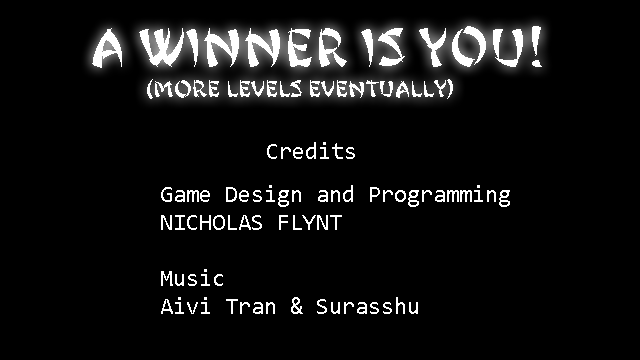 A WINNER IS YOU!
(MORE LEVELS EVENTUALLY)
Credits
Game Design and Programming
NICHOLAS FLYNT
Music
Aivi Tran & Surasshu